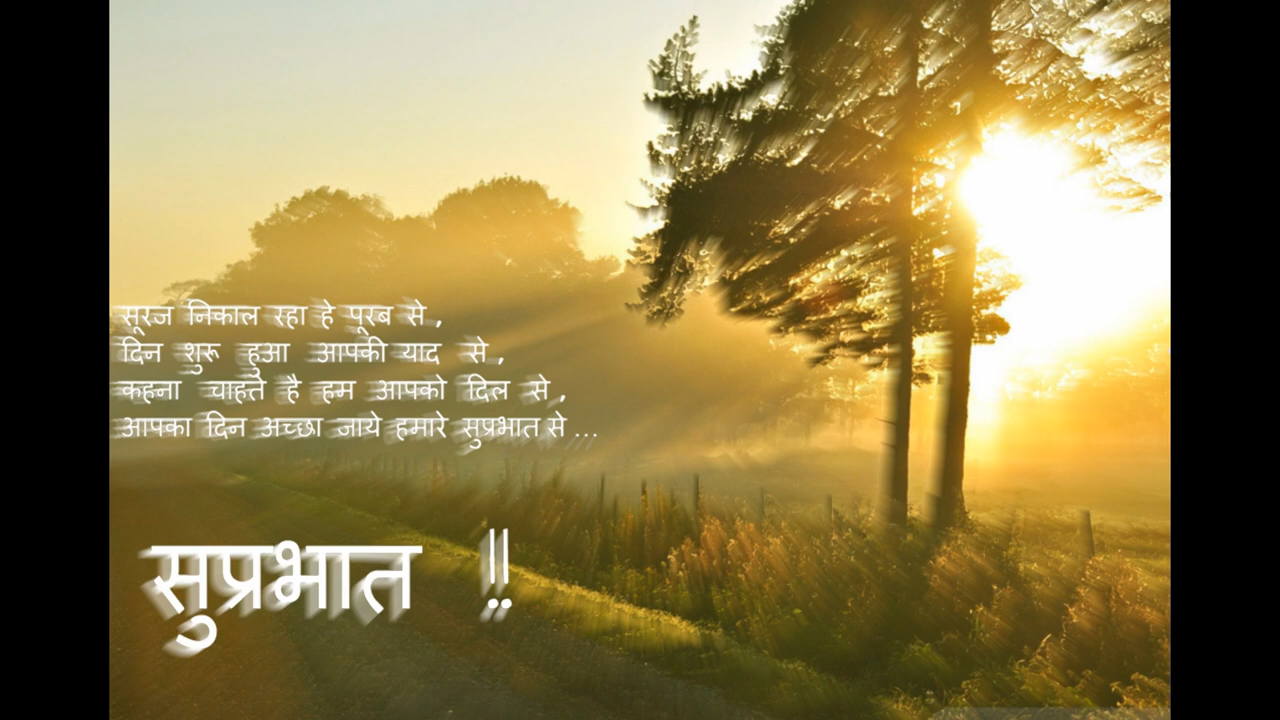 सूरज निकाल रहा हे पूरब से ,
दिन शुरू हुआ आपकी याद से ,
कहना चाहते है हम आपको दिल से ,
आपका दिन अच्छा जाये हमारे सुप्रभात से ...
सुप्रभात !!